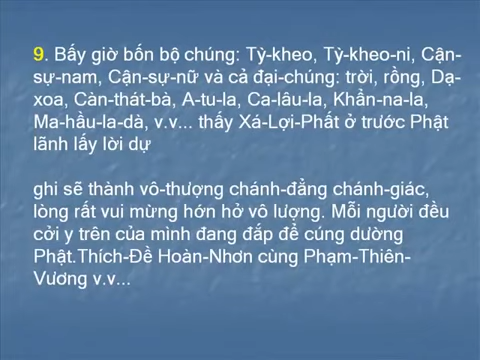 9. Bấy giờ bốn bộ chúng: Tỳ-kheo, Tỳ-kheo-ni, Cận-
sự-nam, Cận-sự-nữ và cả đại-chúng: trời, rồng, Dạ-
xoa, Càn-thát-bà, A-tu-la, Ca-lâu-la, Khẩn-na-la,
Ma-hầu-la-dà, v.v... thấy Xá-Lợi-Phất ở trước Phật
lãnh lấy lời dự
ghi sẽ thành vô-thượng chánh-đẳng chánh-giác,
lòng rất vui mừng hớn hở vô lượng. Mỗi người đều
cởi y trên của mình đang đắp để cúng dường
Phật.Thích-Đề Hoàn-Nhơn cùng Phạm-Thiên-
Vương v.v...